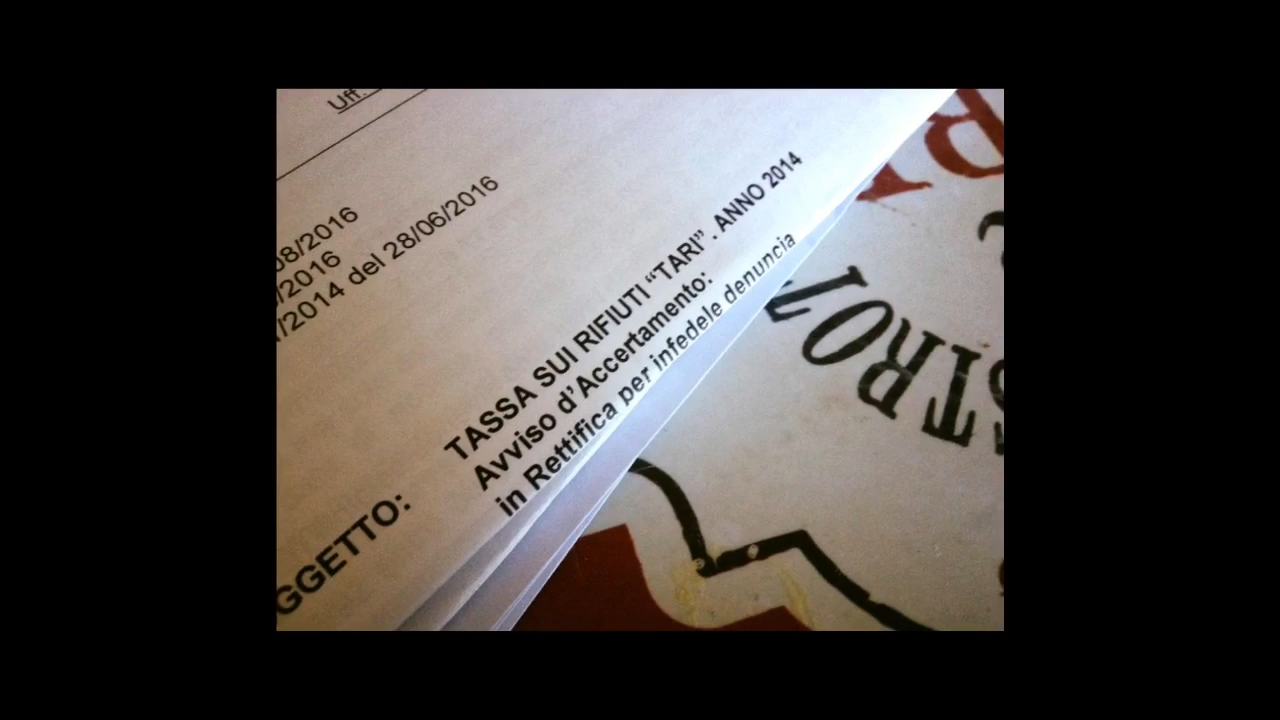 Uff.
08/2016
/2016
/2014 del 28/06/2016
OGGETTO: TASSA SUI RIFIUTI “TARI” . ANNO 2014
Avviso d’Accertamento:
in Rettifica per infedele denuncia